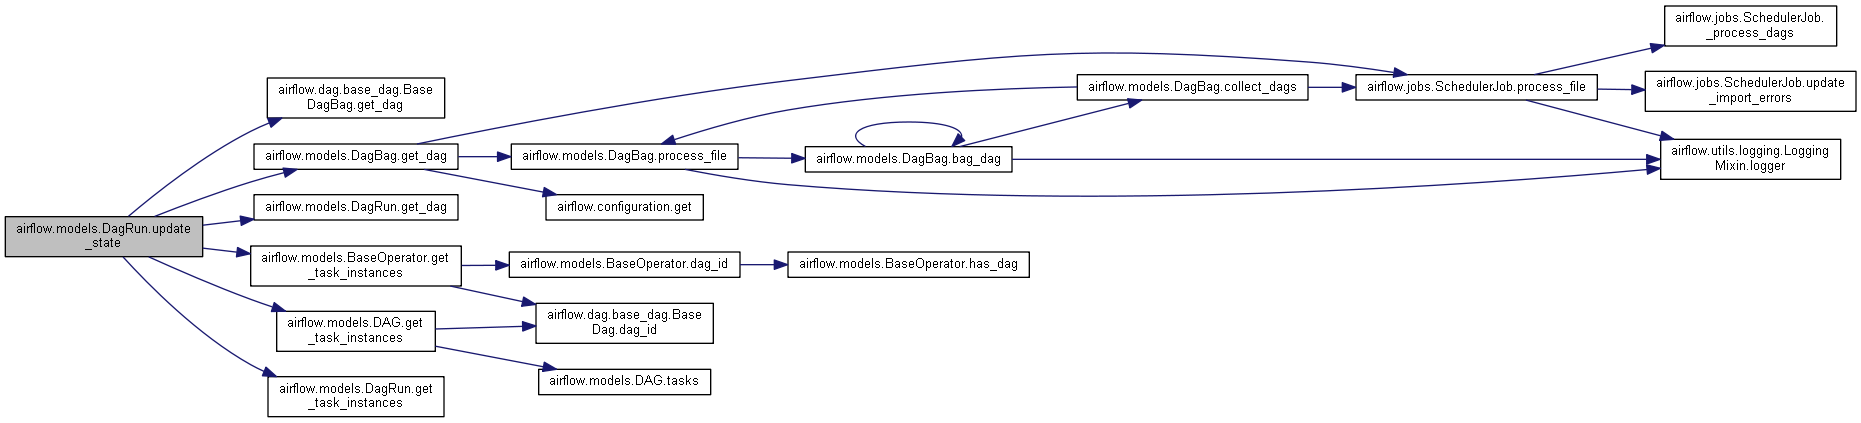 airflow.models.DagRun.update
_state
airflow.dag.base_dag.Base
DagBag.get_dag
airflow.models.DagBag.get_dag
airflow.models.DagRun.get_dag
airflow.models.BaseOperator.get
_task_instances
airflow.models.DAG.get
_task_instances
airflow.models.DagRun.get
_task_instances
airflow.models.DagBag.process_file
airflow.configuration.get
airflow.models.BaseOperator.dag_id
airflow.dag.base_dag.Base
Dag.dag_id
airflow.models.DAG.tasks
airflow.models.DagBag.bag_dag
airflow.models.BaseOperator.has_dag
airflow.models.DagBag.collect_dags
airflow.jobs.SchedulerJob.process_file
airflow.jobs.SchedulerJob.
_process_dags
airflow.jobs.SchedulerJob.update
_import_errors
airflow.utils.logging.Logging
Mixin.logger